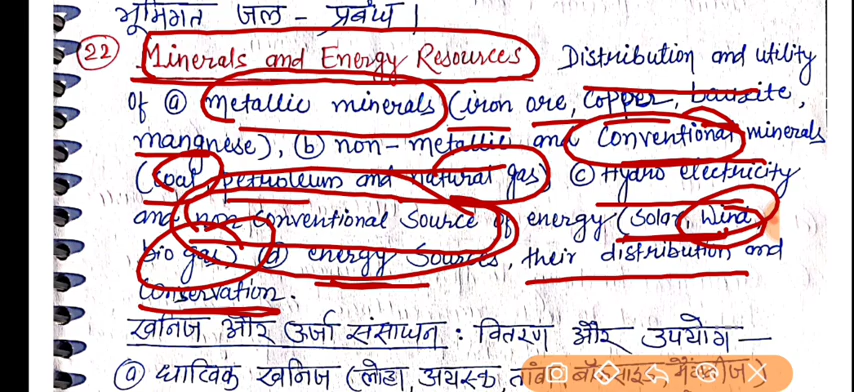 भूमिगत जल - प्रबंध।
22 Minerals and Energy Resources Distribution and utility
of a metallic minerals (iron ore, copper, bauxite,
mangnese), b non-metallic and Conventional minerals
(coal, petroleum and natural gas) c Hydro electricity
and non conventional source of energy (solar, wind,
bio gas) d energy sources, their distribution and
conservation.
खनिज और ऊर्जा संसाधन : वितरण और उपयोग —
a धात्विक खनिज (लोहा, अयस्क, तांबा, बॉक्साइड, मैंगनीज)